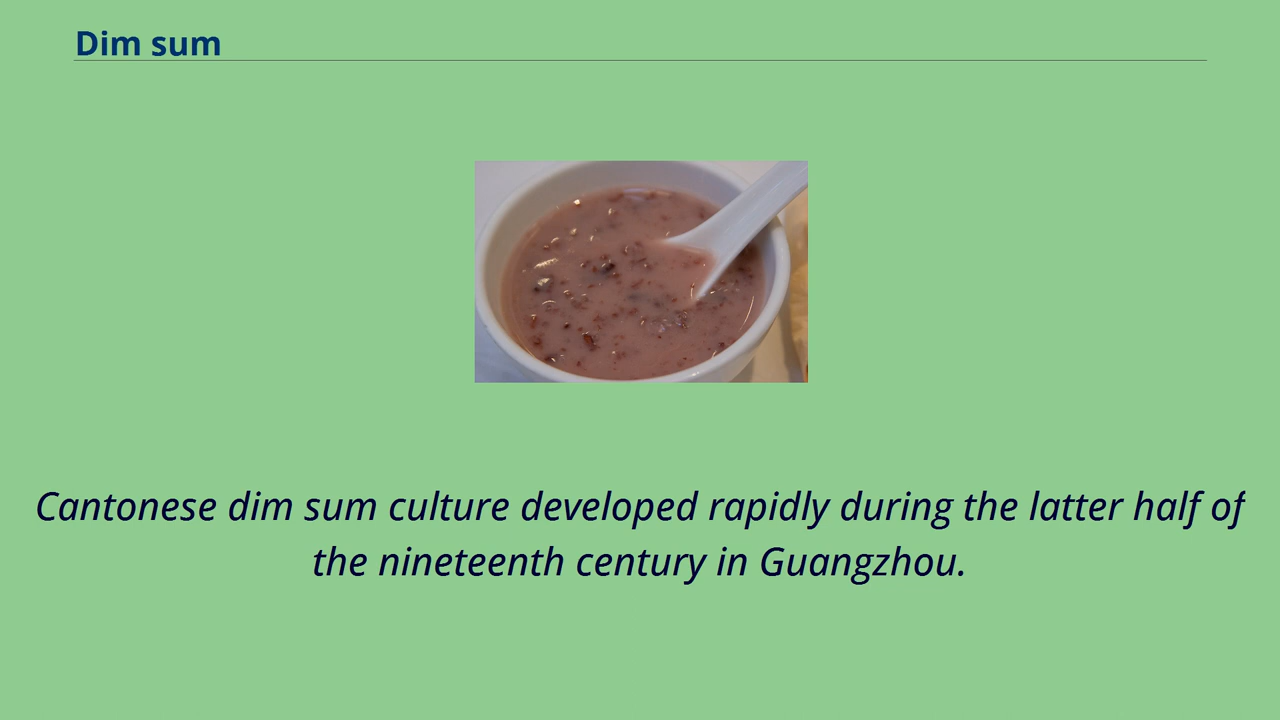 Dim sum
Cantonese dim sum culture developed rapidly during the latter half of
the nineteenth century in Guangzhou.